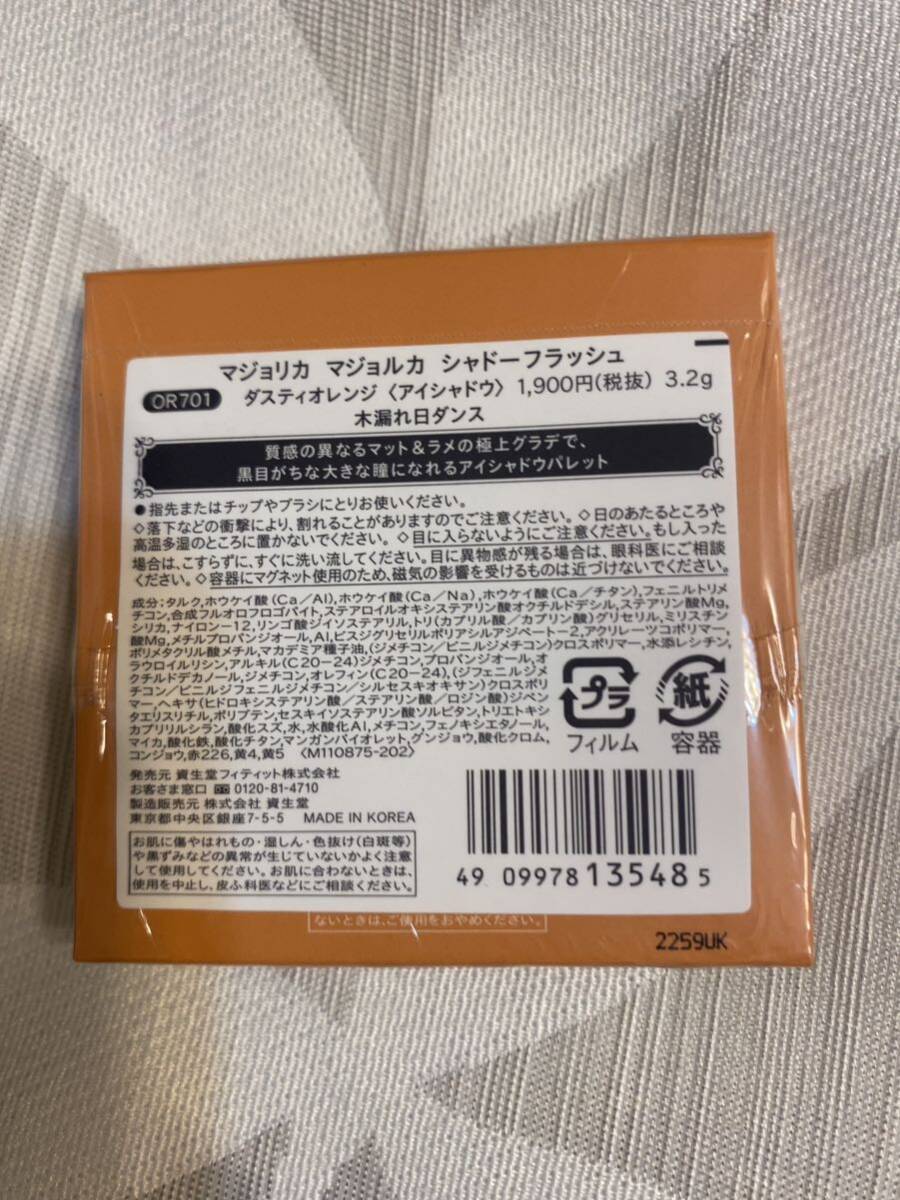 マジョリカ マジョルカ シャドーフラッシュ
OR701 ダスティオレンジ 〈アイシャドウ〉 1,900円(税抜) 3.2g
木漏れ日ダンス
質感の異なるマット&ラメの極上グラデで、
黒目がちな大きな瞳になれるアイシャドウパレット
●指先またはチップやブラシにとりお使いください。
◇落下などの衝撃により、割れることがありますのでご注意ください。◇日のあたるところや
高温多湿のところに置かないでください。◇目に入らないようにご注意ください。もし入った
場合は、こすらずに、すぐに洗い流してください。目に異物感が残る場合は、眼科医にご相談
ください。◇容器にマグネット使用のため、磁気の影響を受けるものは近づけないでください。
成分:タルク,ホウケイ酸(Ca/Al),ホウケイ酸(Ca/Na),ホウケイ酸(Ca/チタン),フェニルトリメ
チコン,合成フルオロフロゴパイト,ステアロイルオキシステアリン酸オクチルドデシル,ステアリン酸Mg,
シリカ,ナイロン-12,リンゴ酸ジイソステアリル,トリ(カプリル酸/カプリン酸)グリセリル,ミリスチン
酸Mg,メチルプロパンジオール,Al,ビスジグリセリルポリアシルアジペート-2,アクリレーツコポリマー,
ポリメタクリル酸メチル,マカデミア種子油,(ジメチコン/ビニルジメチコン)クロスポリマー,水添レシチン,
ラウロイルリシン,アルキル(C20-24)ジメチコン,プロパンジオール,オ
クチルドデカノール,ジメチコン,オレフィン(C20-24),(ジフェニルジメ
チコン/ビニルジフェニルジメチコン/シルセスキオキサン)クロスポリ
マー,ヘキサ(ヒドロキシステアリン酸/ステアリン酸/ロジン酸)ジペン
タエリスリチル,ポリブテン,セスキイソステアリン酸ソルビタン,トリエトキシ
カプリリルシラン,酸化スズ,水,水酸化Al,メチコン,フェノキシエタノール,
マイカ,酸化鉄,酸化チタン,マンガンバイオレット,グンジョウ,酸化クロム,
コンジョウ,赤226,黄4,黄5 〈M110875-202〉
プラ
フィルム
紙
容器
発売元 資生堂フィティット株式会社
お客さま窓口 0120-81-4710
製造販売元 株式会社 資生堂
東京都中央区銀座7-5-5 MADE IN KOREA
お肌に傷やはれもの・湿しん・色抜け(白斑等)
や黒ずみなどの異常が生じていないかよく注意
して使用してください。お肌に合わないときは、
使用を中止し、皮ふ科医などにご相談ください。
49 09978 13548 5
ないときは、ご使用をおやめください。
2259UK